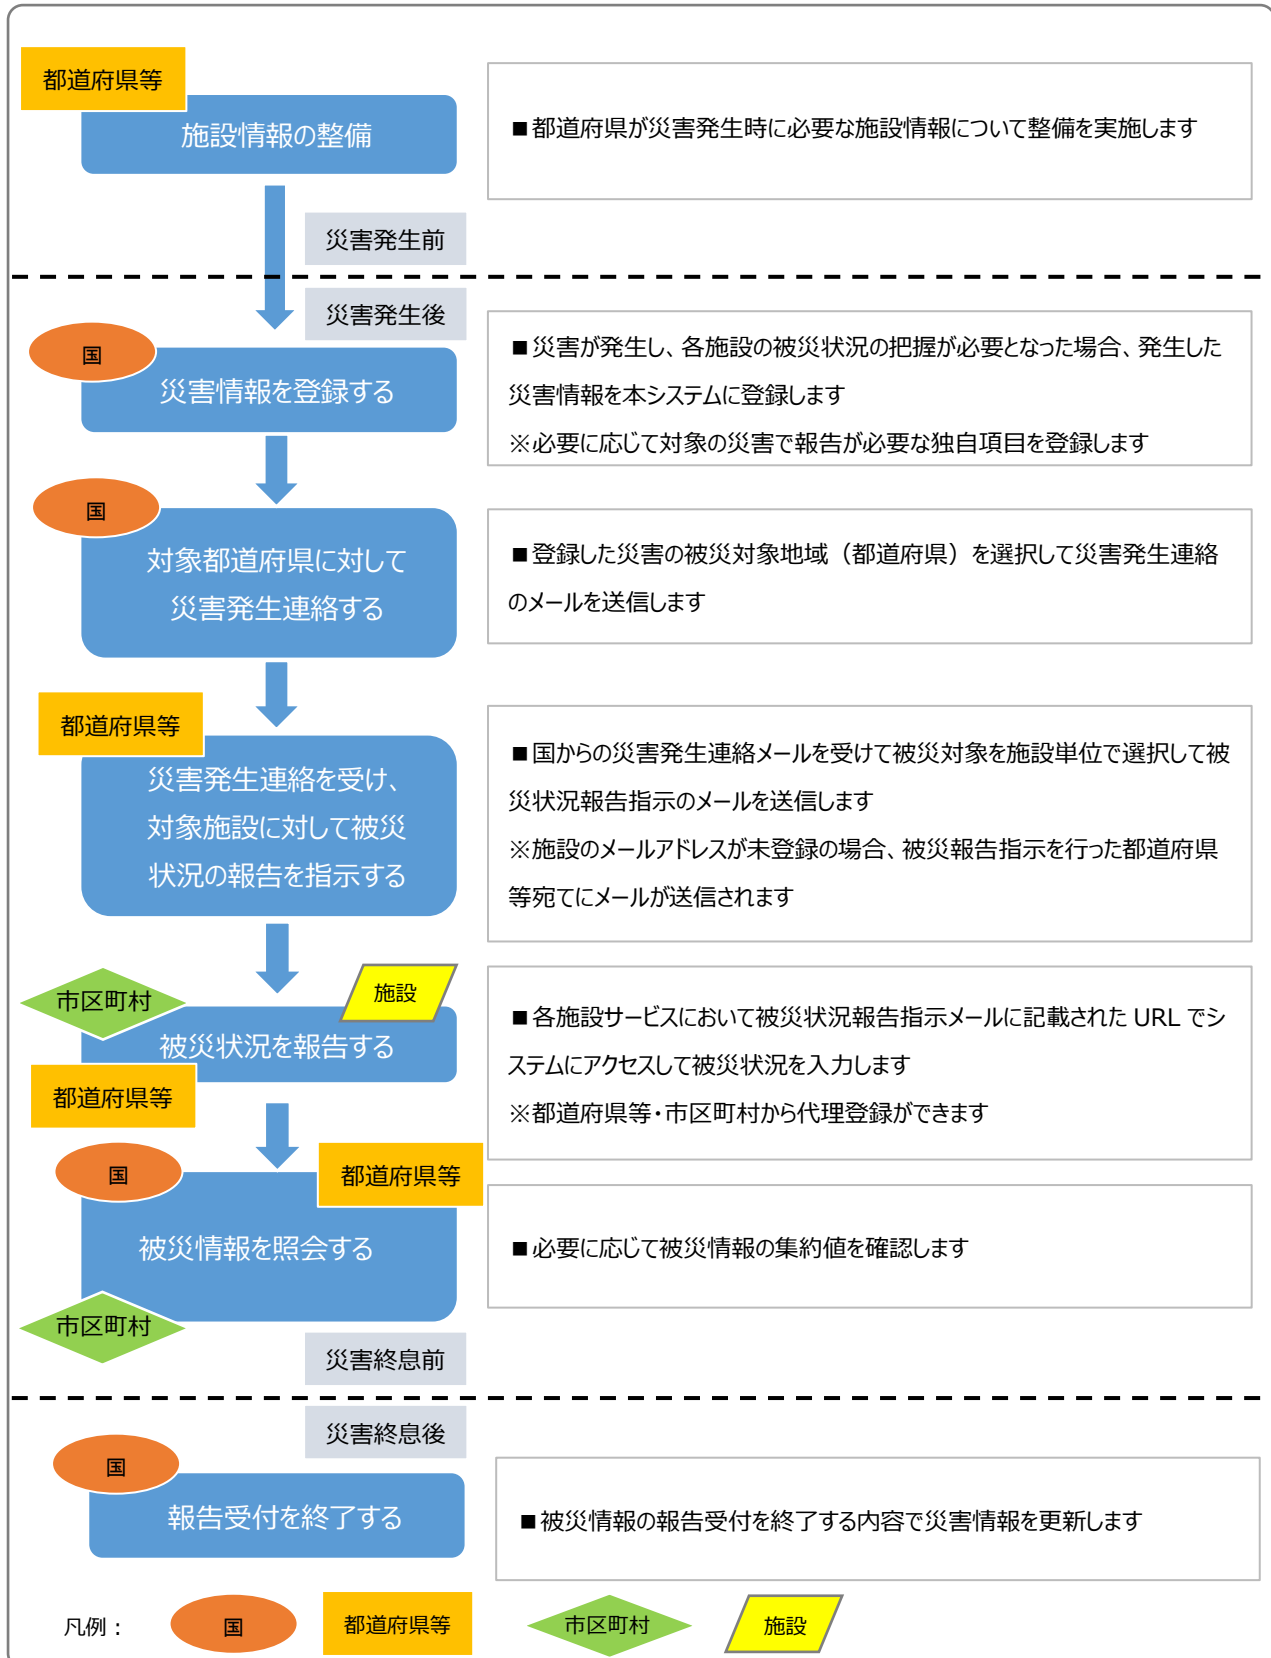 都道府県等
施設情報の整備
■都道府県が災害発生時に必要な施設情報について整備を実施します
災害発生前
災害発生後
国
災害情報を登録する
■災害が発生し、各施設の被災状況の把握が必要となった場合、発生した
災害情報を本システムに登録します
※必要に応じて対象の災害で報告が必要な独自項目を登録します
国
対象都道府県に対して
災害発生連絡する
■登録した災害の被災対象地域（都道府県）を選択して災害発生連絡
のメールを送信します
都道府県等
災害発生連絡を受け、
対象施設に対して被災
状況の報告を指示する
■国からの災害発生連絡メールを受けて被災対象を施設単位で選択して被
災状況報告指示のメールを送信します
※施設のメールアドレスが未登録の場合、被災報告指示を行った都道府県
等宛てにメールが送信されます
市区町村
施設
被災状況を報告する
都道府県等
■各施設サービスにおいて被災状況報告指示メールに記載された URL でシ
ステムにアクセスして被災状況を入力します
※都道府県等・市区町村から代理登録ができます
国
都道府県等
被災情報を照会する
市区町村
■必要に応じて被災情報の集約値を確認します
災害終息前
災害終息後
国
報告受付を終了する
■被災情報の報告受付を終了する内容で災害情報を更新します
凡例： 国 都道府県等 市区町村 施設